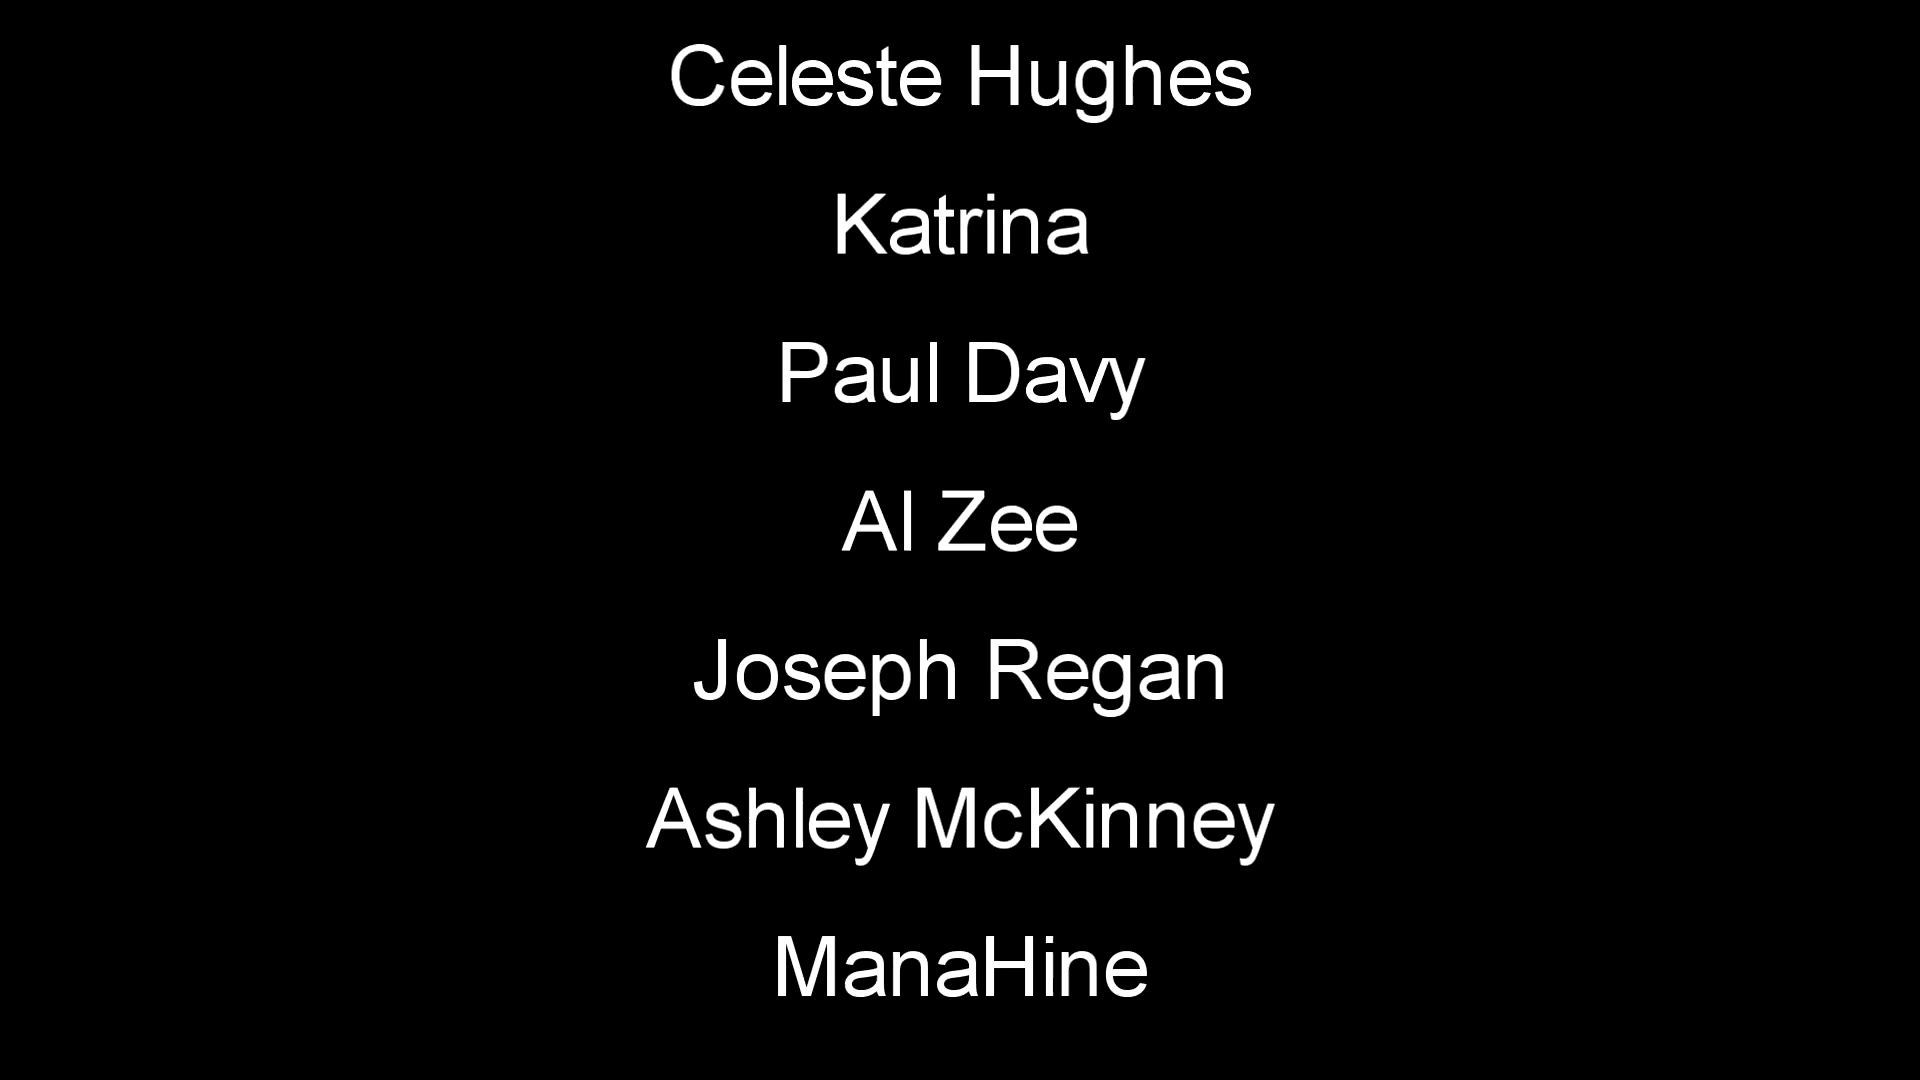 Celeste Hughes
Katrina
Paul Davy
Al Zee
Joseph Regan
Ashley McKinney
ManaHine